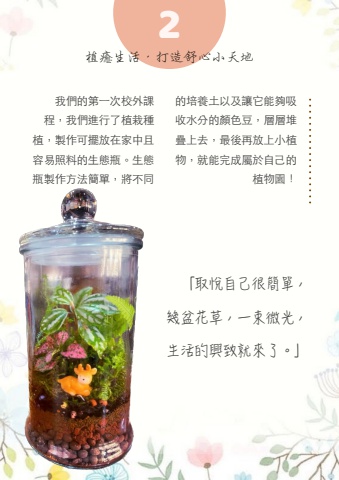 2
植癒生活．打造舒心小天地
我們的第一次校外課
程，我們進行了植栽種
植，製作可擺放在家中且
容易照料的生態瓶。生態
瓶製作方法簡單，將不同
的培養土以及讓它能夠吸
收水分的顏色豆，層層堆
疊上去，最後再放上小植
物，就能完成屬於自己的
植物園！
「取悅自己很簡單，
幾盆花草，一束微光，
生活的興致就來了。」